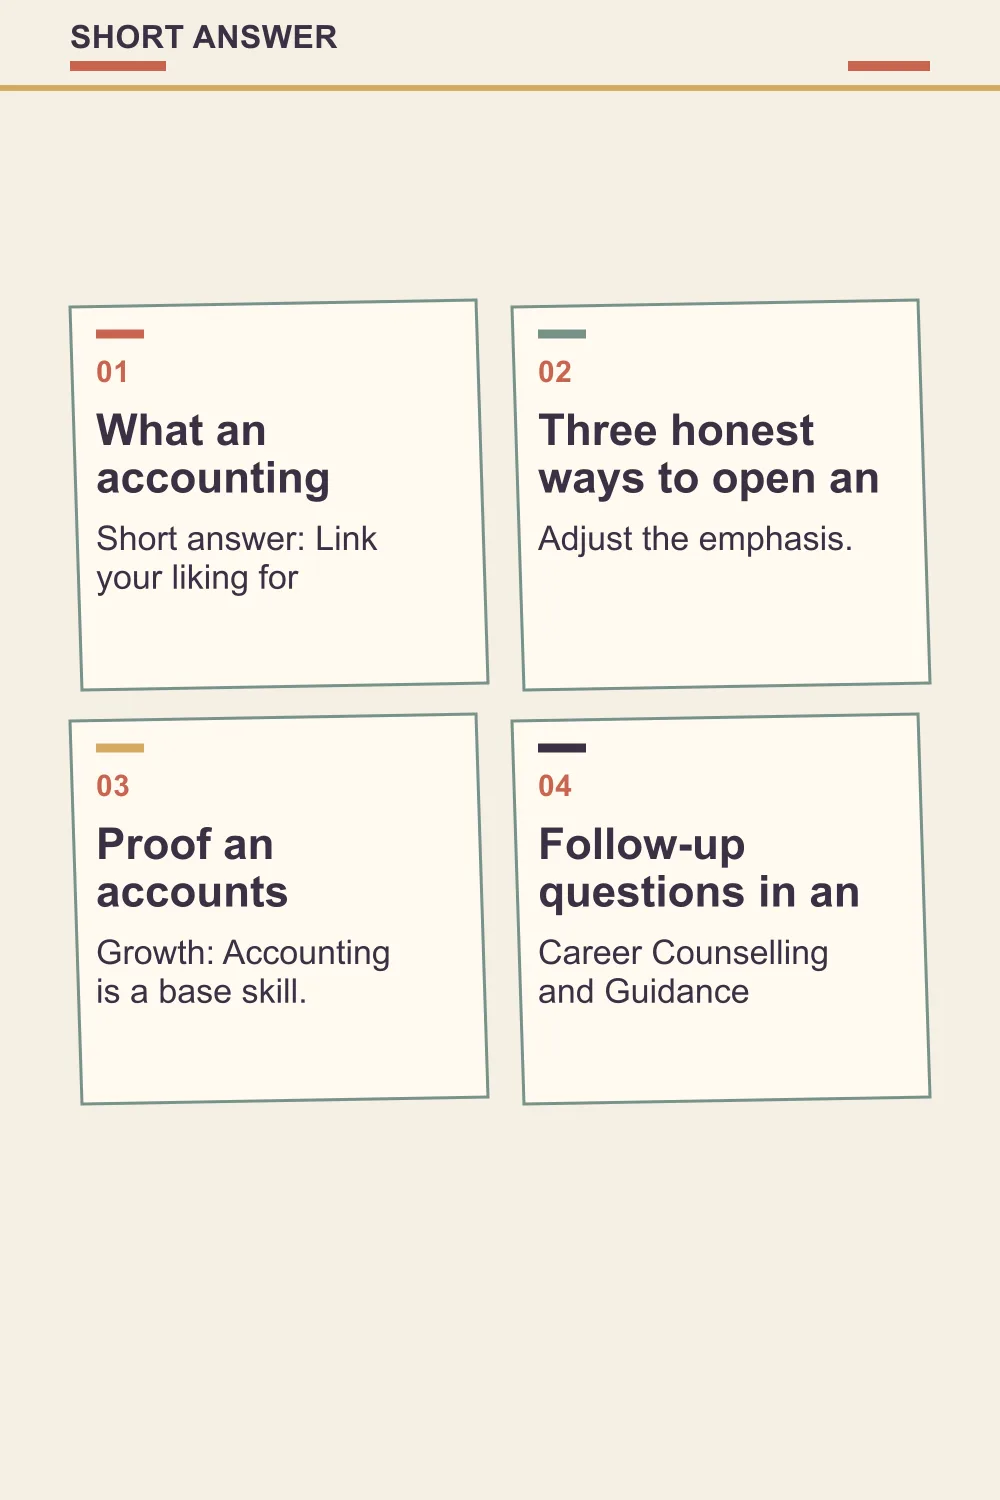 SHORT ANSWER
01
What an
accounting
Short answer: Link
your liking for
02
Three honest
ways to open an
Adjust the emphasis.
03
Proof an
accounts
Growth: Accounting
is a base skill.
04
Follow-up
questions in an
Career Counselling
and Guidance